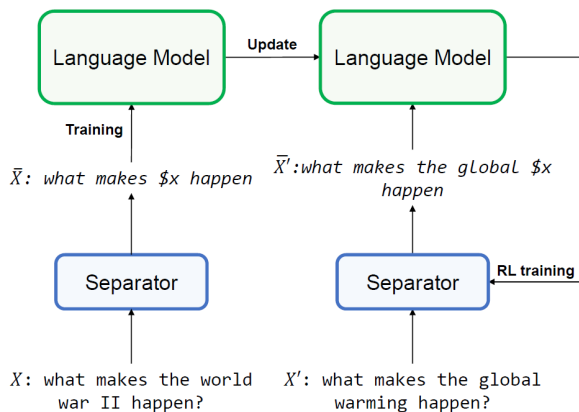 Language Model
Update
Language Model
Training
X̄: what makes $x happen
X̄′:what makes the global $x
happen
Separator
Separator
RL training
X: what makes the world
war II happen?
X′: what makes the global
warming happen?